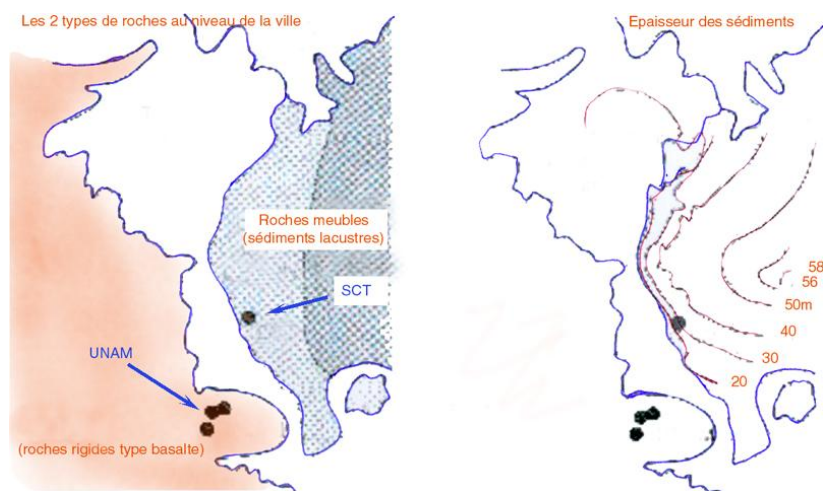 Les 2 types de roches au niveau de la ville
Roches meubles
(sédiments lacustres)
SCT
UNAM
(roches rigides type basalte)
Epaisseur des sédiments
58
56
50m
40
30
20